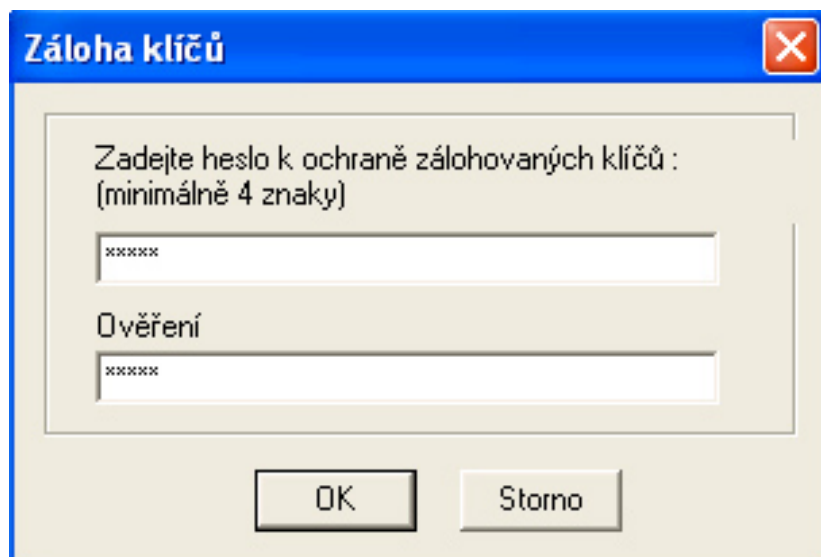 Záloha klíčů
Zadejte heslo k ochraně zálohovaných klíčů :
(minimálně 4 znaky)
*****
Ověření
*****
OK
Storno